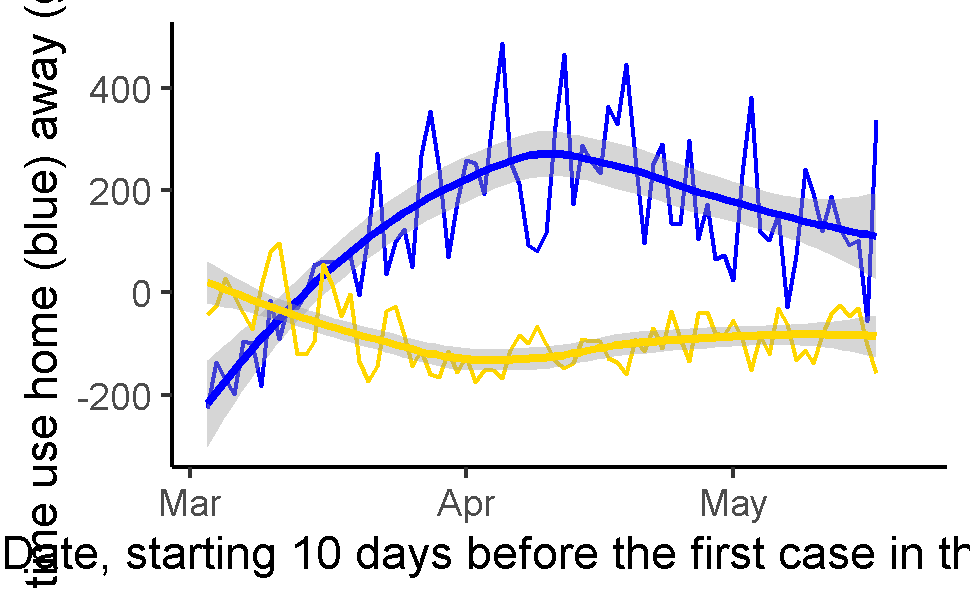 time use home (blue) away (
400
200
0
-200
Mar
Apr
May
Date, starting 10 days before the first case in th